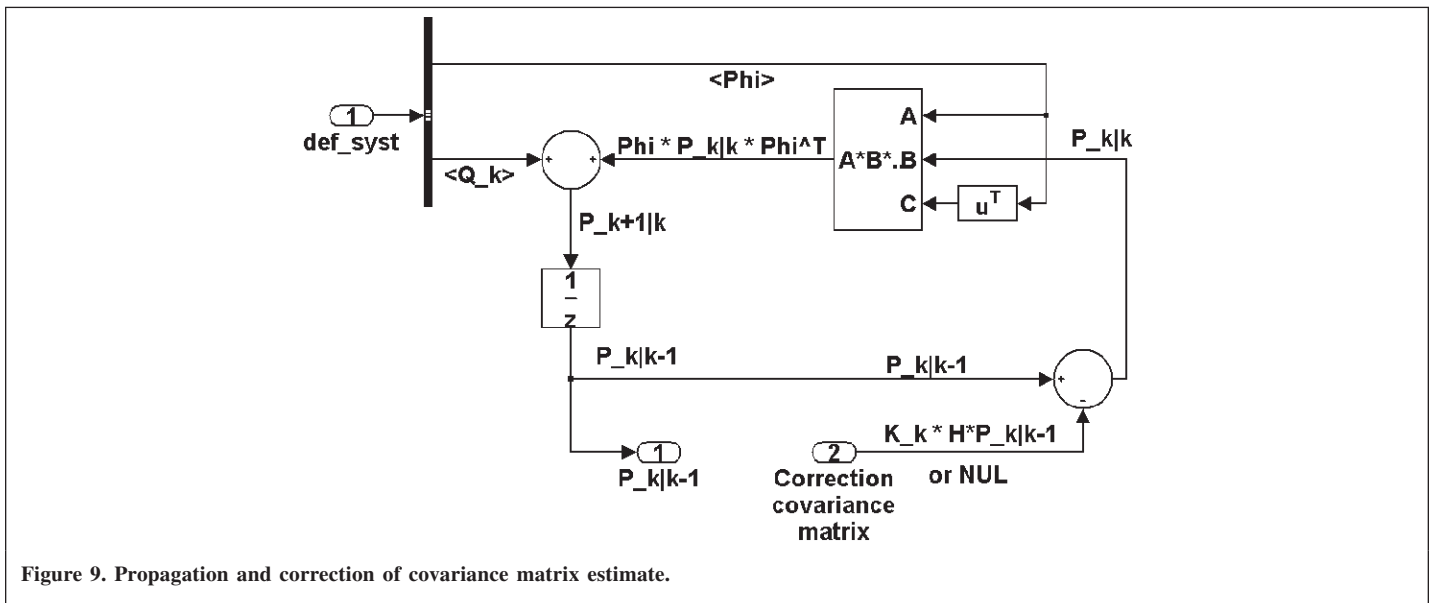 <Phi>
1
def_syst
<Q_k>
+
+
Phi * P_k|k * Phi^T
A
A*B*.B
C
u^T
P_k|k
P_k+1|k
1
z
P_k|k-1
P_k|k-1
+
-
1
P_k|k-1
2
Correction
covariance
matrix
K_k * H*P_k|k-1
or NUL
Figure 9. Propagation and correction of covariance matrix estimate.